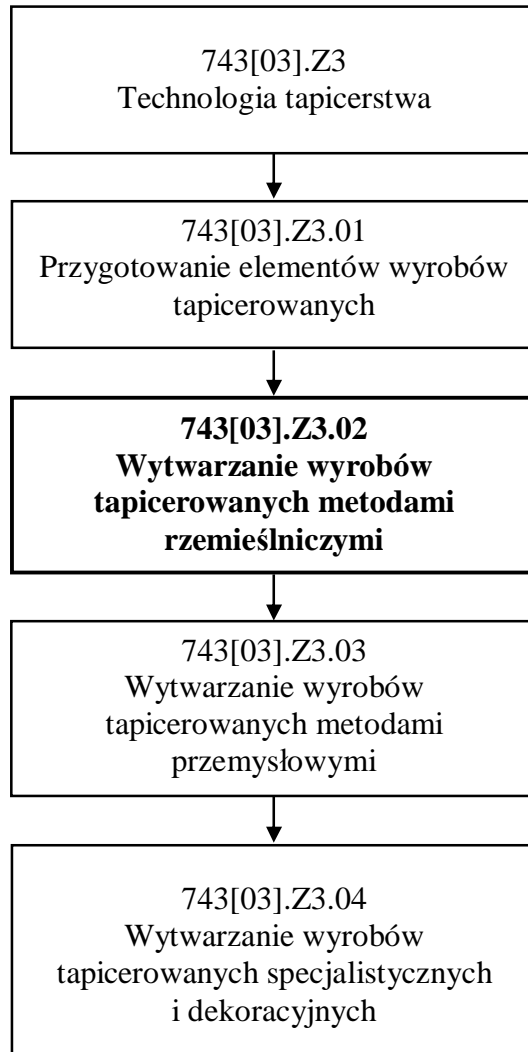 743[03].Z3
Technologia tapicerstwa
743[03].Z3.01
Przygotowanie elementów wyrobów
tapicerowanych
743[03].Z3.02
Wytwarzanie wyrobów
tapicerowanych metodami
rzemieślniczymi
743[03].Z3.03
Wytwarzanie wyrobów
tapicerowanych metodami
przemysłowymi
743[03].Z3.04
Wytwarzanie wyrobów
tapicerowanych specjalistycznych
i dekoracyjnych